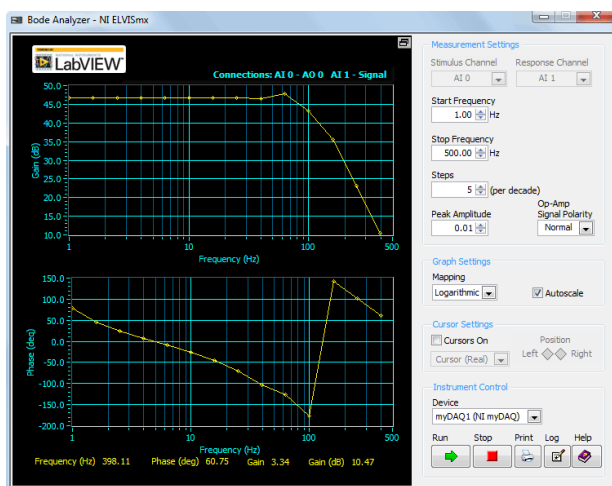 Bode Analyzer - NI ELVISmx
LabVIEW
Connections: AI 0 - AO 0 AI 1 - Signal
50.0
45.0
40.0
35.0
30.0
25.0
20.0
15.0
10.0
Gain (dB)
1 10 100 500
Frequency (Hz)
150.0
100.0
50.0
0.0
-50.0
-100.0
-150.0
-200.0
Phase (deg)
1 10 100 500
Frequency (Hz)
Frequency (Hz) 398.11 Phase (deg) 60.75 Gain 3.34 Gain (dB) 10.47
Measurement Settings
Stimulus Channel Response Channel
AI 0 AI 1
Start Frequency
1.00 Hz
Stop Frequency
500.00 Hz
Steps
5 (per decade)
Peak Amplitude
0.01
Op-Amp
Signal Polarity
Normal
Graph Settings
Mapping
Logarithmic Autoscale
Cursor Settings
Cursors On Position
Cursor (Real) Left Right
Instrument Control
Device
myDAQ1 (NI myDAQ)
Run Stop Print Log Help